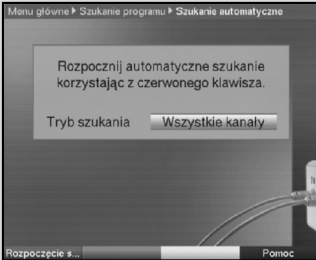 Menu główne ▶ Szukanie programu ▶ Szukanie automatyczne
Rozpocznij automatyczne szukanie
korzystając z czerwonego klawisza.
Tryb szukania Wszystkie kanały
Rozpoczęcie s... Pomoc